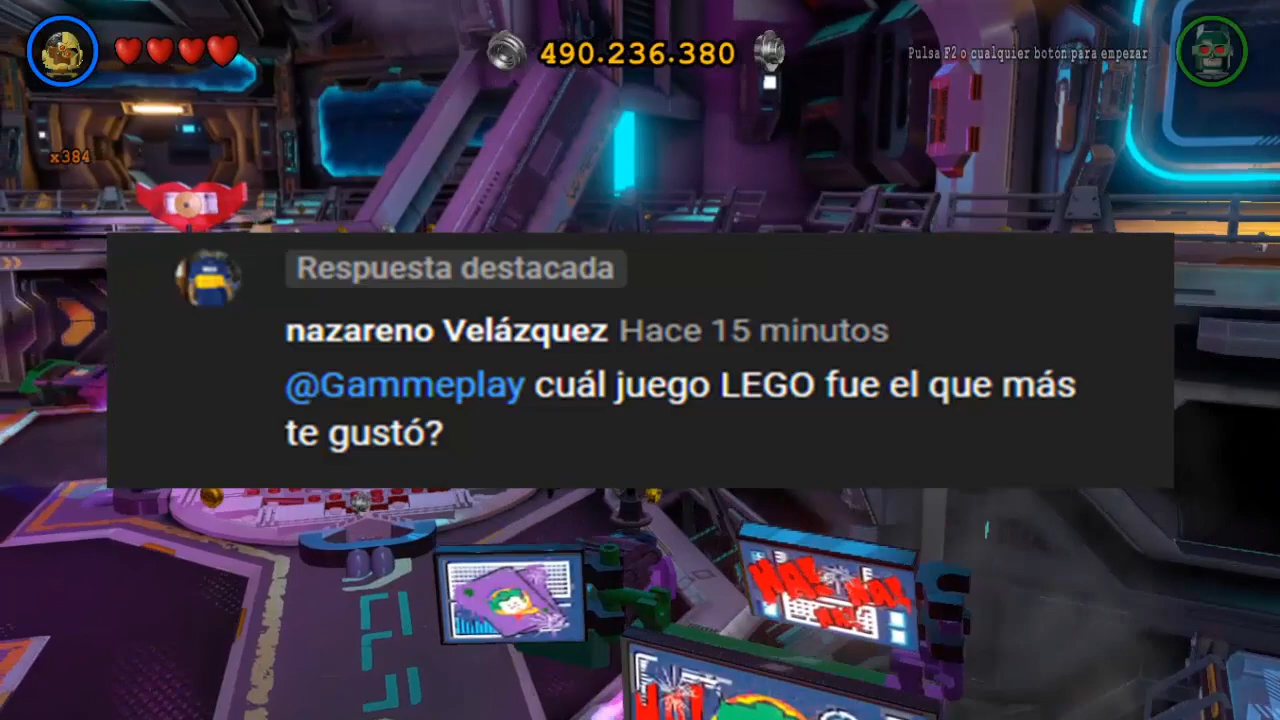 490.236.380
Pulsa F2 o cualquier botón para empezar
x384
Respuesta destacada
nazareno Velázquez Hace 15 minutos
@Gammeplay cuál juego LEGO fue el que más
te gustó?
HA! HA!
HA!